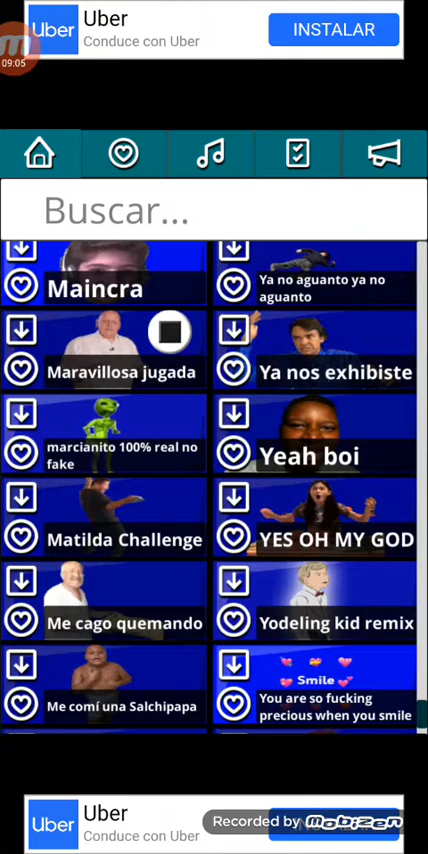 Uber
Uber
Conduce con Uber
INSTALAR
09:05
Buscar...
Maincra
Ya no aguanto ya no
aguanto
Maravillosa jugada
Ya nos exhibiste
marcianito 100% real no
fake
Yeah boi
Matilda Challenge
YES OH MY GOD
Me cago quemando
Yodeling kid remix
Me comí una Salchipapa
Smile
You are so fucking
precious when you smile
Uber
Uber
Conduce con Uber
Recorded by Mobizen